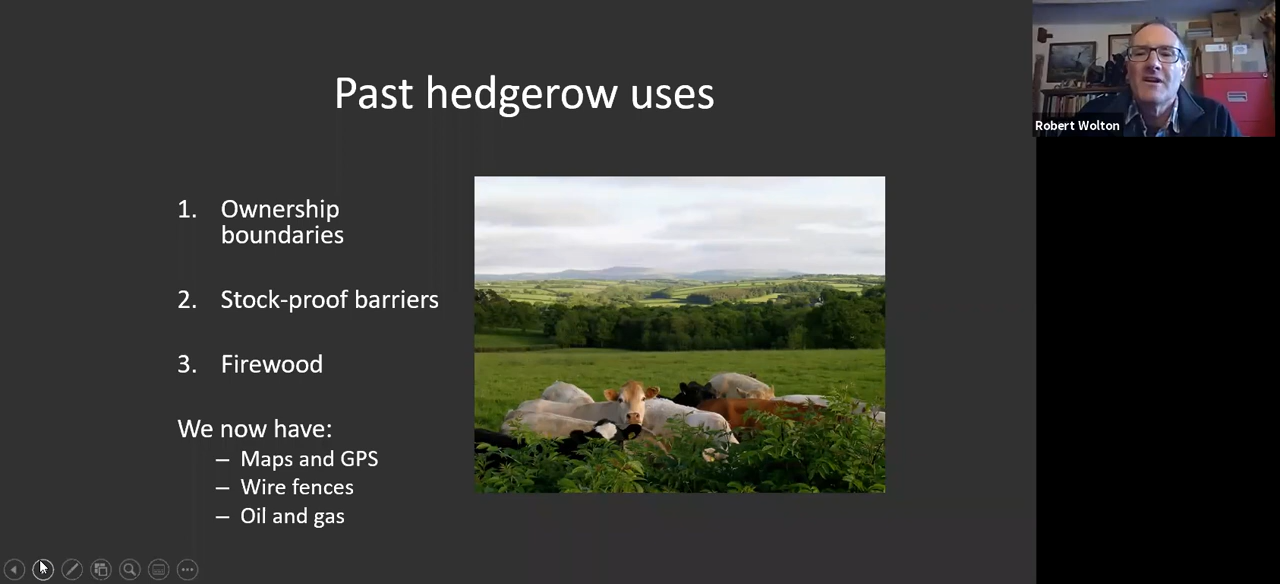 Past hedgerow uses
Robert Wolton
1. Ownership
boundaries
2. Stock-proof barriers
3. Firewood
We now have:
– Maps and GPS
– Wire fences
– Oil and gas